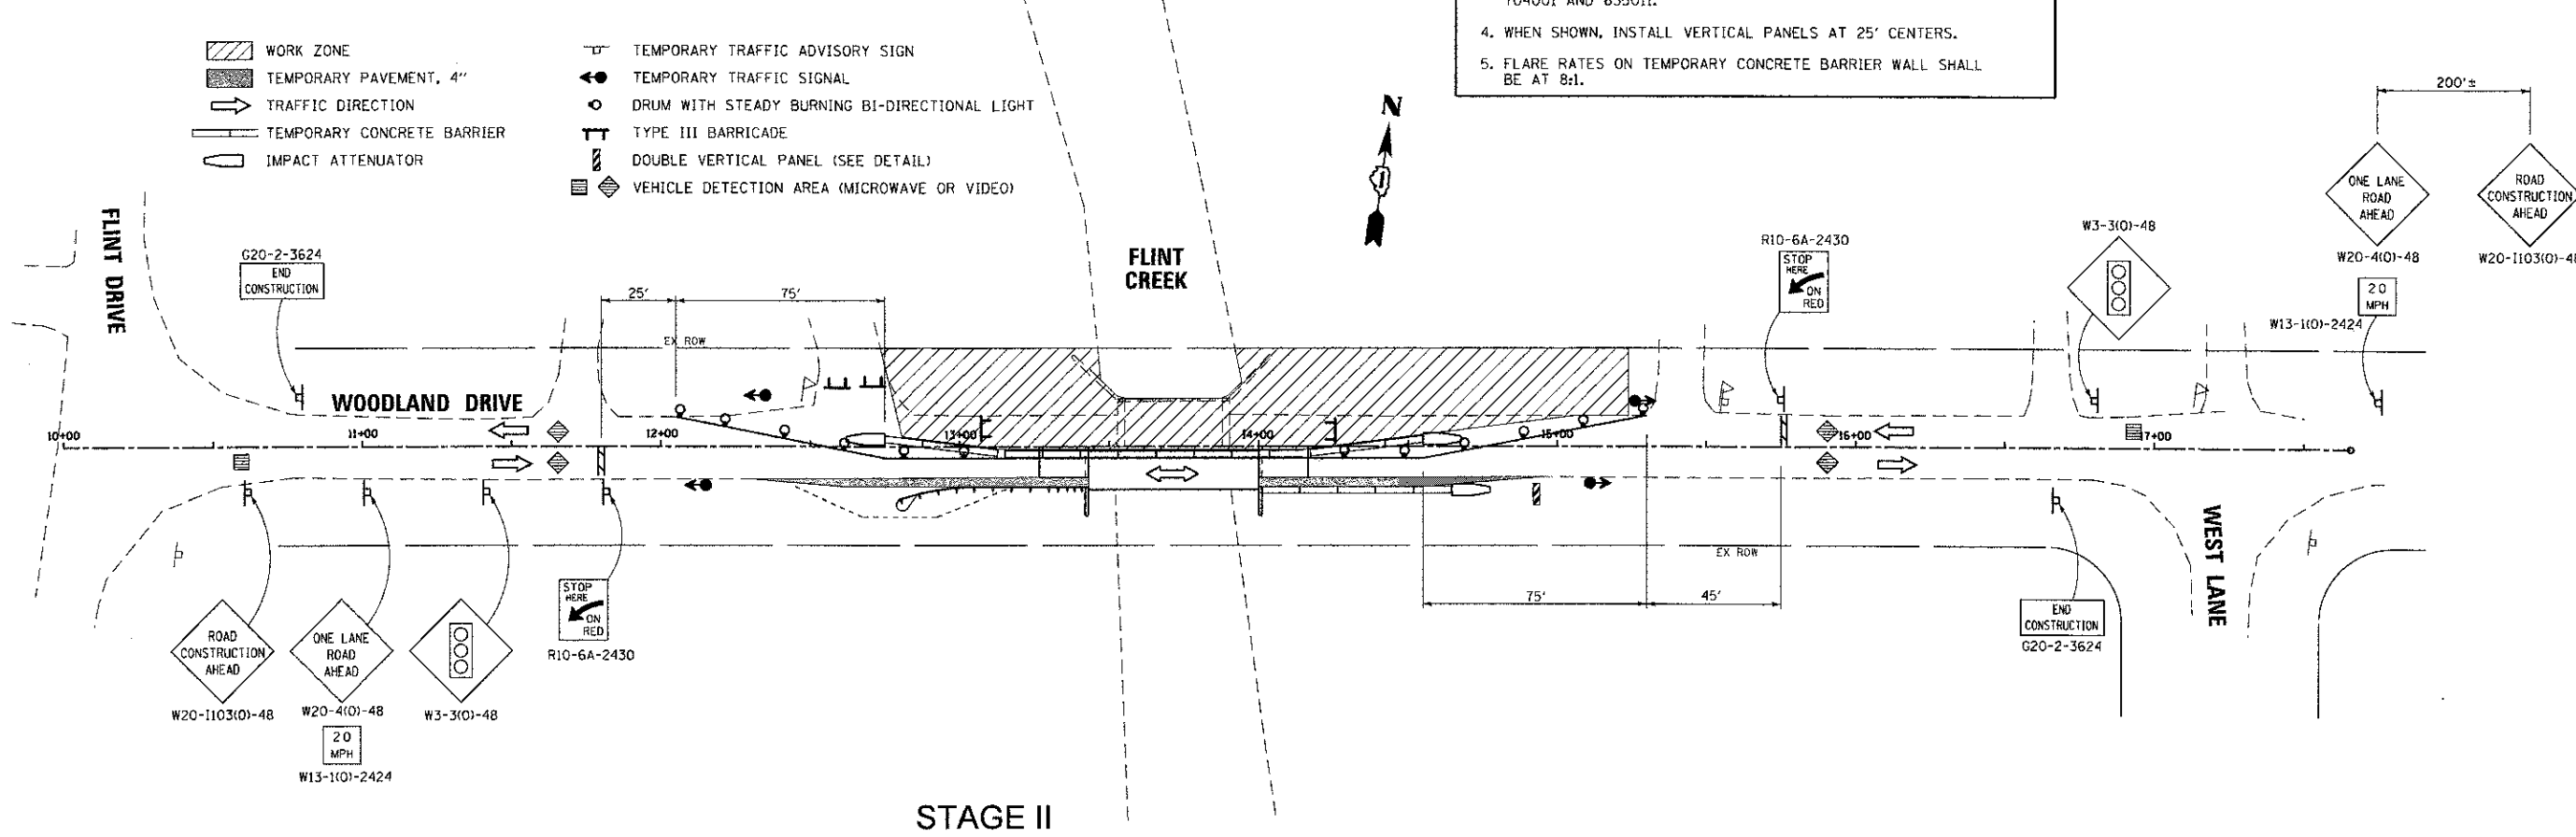 704001 AND 635011.
4. WHEN SHOWN, INSTALL VERTICAL PANELS AT 25' CENTERS.
5. FLARE RATES ON TEMPORARY CONCRETE BARRIER WALL SHALL
BE AT 8:1.
WORK ZONE
TEMPORARY PAVEMENT, 4"
TRAFFIC DIRECTION
TEMPORARY CONCRETE BARRIER
IMPACT ATTENUATOR
TEMPORARY TRAFFIC ADVISORY SIGN
TEMPORARY TRAFFIC SIGNAL
DRUM WITH STEADY BURNING BI-DIRECTIONAL LIGHT
TYPE III BARRICADE
DOUBLE VERTICAL PANEL (SEE DETAIL)
VEHICLE DETECTION AREA (MICROWAVE OR VIDEO)
N
200'±
ONE LANE
ROAD
AHEAD
W20-4(O)-48
ROAD
CONSTRUCTION
AHEAD
W20-I103(O)-48
20
MPH
W13-1(O)-2424
W3-3(O)-48
R10-6A-2430
STOP
HERE
ON
RED
FLINT
CREEK
FLINT DRIVE
G20-2-3624
END
CONSTRUCTION
25'
75'
EX ROW
WOODLAND DRIVE
10+00
11+00
12+00
13+00
14+00
15+00
16+00
17+00
EX ROW
75'
45'
WEST LANE
END
CONSTRUCTION
G20-2-3624
STOP
HERE
ON
RED
R10-6A-2430
ROAD
CONSTRUCTION
AHEAD
W20-I103(O)-48
ONE LANE
ROAD
AHEAD
W20-4(O)-48
W3-3(O)-48
20
MPH
W13-1(O)-2424
STAGE II